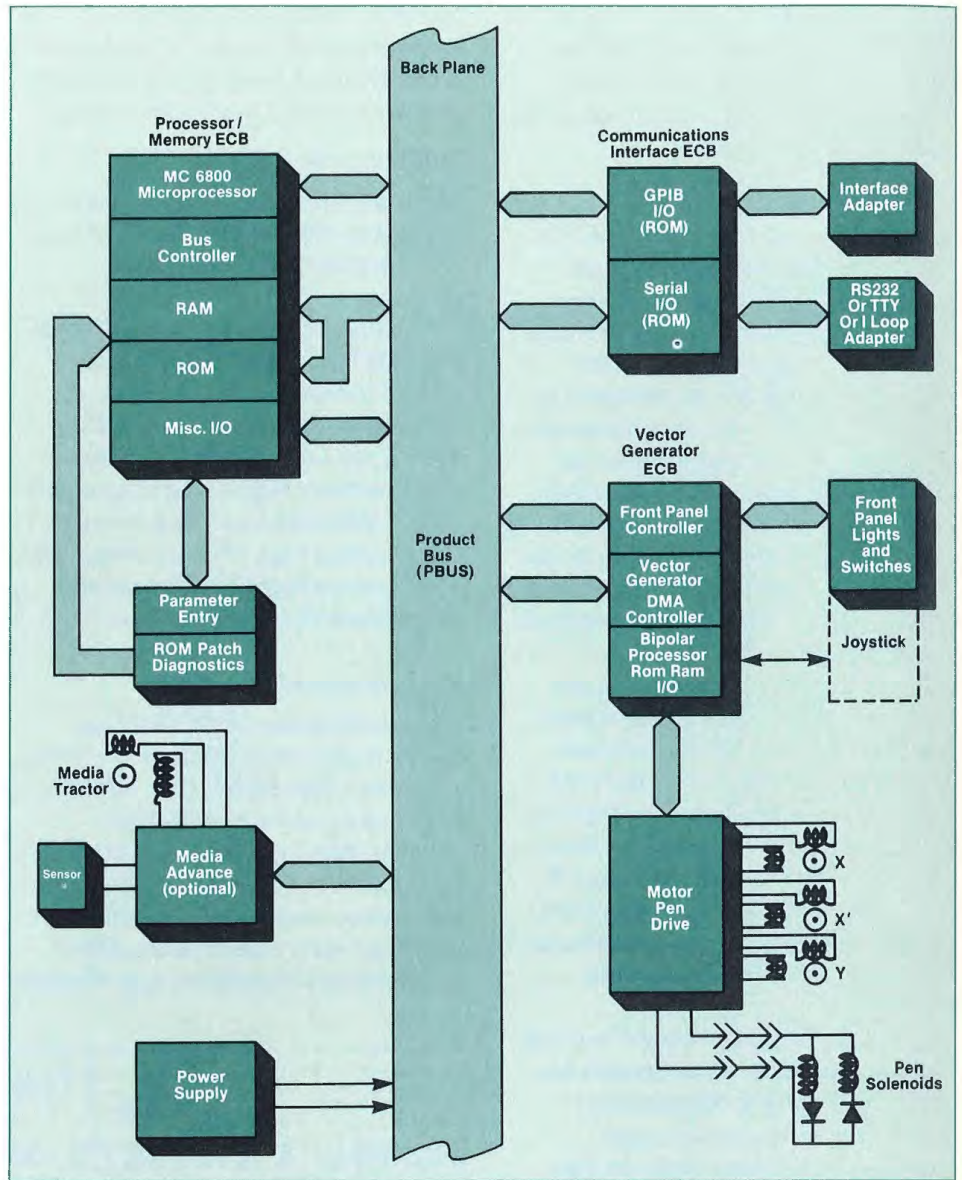 Back Plane
Processor /
Memory ECB
MC 6800
Microprocessor
Bus
Controller
RAM
ROM
Misc. I/O
Parameter
Entry
ROM Patch
Diagnostics
Media
Tractor
Sensor
Media
Advance
(optional)
Power
Supply
Product
Bus
(PBUS)
Communications
Interface ECB
GPIB
I/O
(ROM)
Serial
I/O
(ROM)
Interface
Adapter
RS232
Or TTY
Or I Loop
Adapter
Vector
Generator
ECB
Front Panel
Controller
Vector
Generator
DMA
Controller
Bipolar
Processor
Rom Ram
I/O
Front
Panel
Lights
and
Switches
Joystick
Motor
Pen
Drive
X
X'
Y
Pen
Solenoids